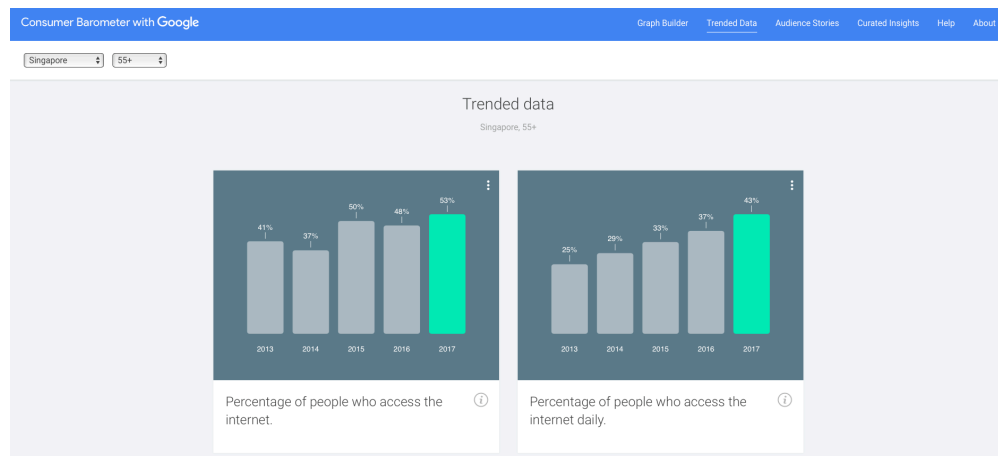 Consumer Barometer with Google
Graph Builder Trended Data Audience Stories Curated Insights Help About
Singapore 55+
Trended data
Singapore, 55+
41% 37% 50% 48% 53%
2013 2014 2015 2016 2017
Percentage of people who access the
internet.
25% 29% 33% 37% 43%
2013 2014 2015 2016 2017
Percentage of people who access the
internet daily.